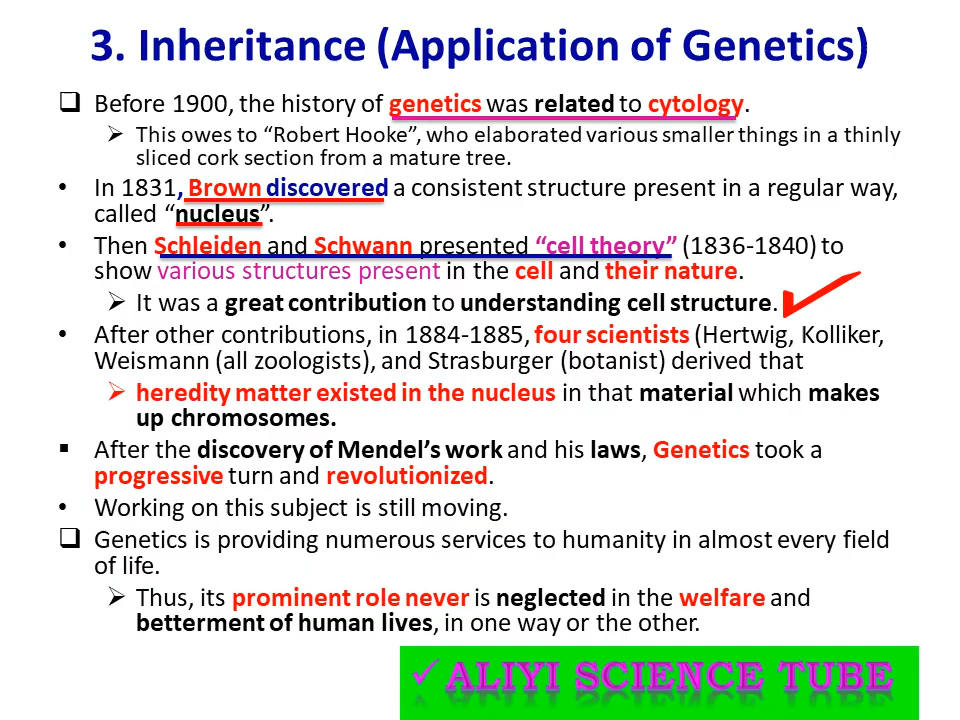 3. Inheritance (Application of Genetics)
❑ Before 1900, the history of genetics was related to cytology.
➢ This owes to “Robert Hooke”, who elaborated various smaller things in a thinly
sliced cork section from a mature tree.
• In 1831, Brown discovered a consistent structure present in a regular way,
called “nucleus”.
• Then Schleiden and Schwann presented “cell theory” (1836-1840) to
show various structures present in the cell and their nature.
➢ It was a great contribution to understanding cell structure.
• After other contributions, in 1884-1885, four scientists (Hertwig, Kolliker,
Weismann (all zoologists), and Strasburger (botanist) derived that
➢ heredity matter existed in the nucleus in that material which makes
up chromosomes.
▪ After the discovery of Mendel’s work and his laws, Genetics took a
progressive turn and revolutionized.
• Working on this subject is still moving.
❑ Genetics is providing numerous services to humanity in almost every field
of life.
➢ Thus, its prominent role never is neglected in the welfare and
betterment of human lives, in one way or the other.
✓ ALIYI SCIENCE TUBE